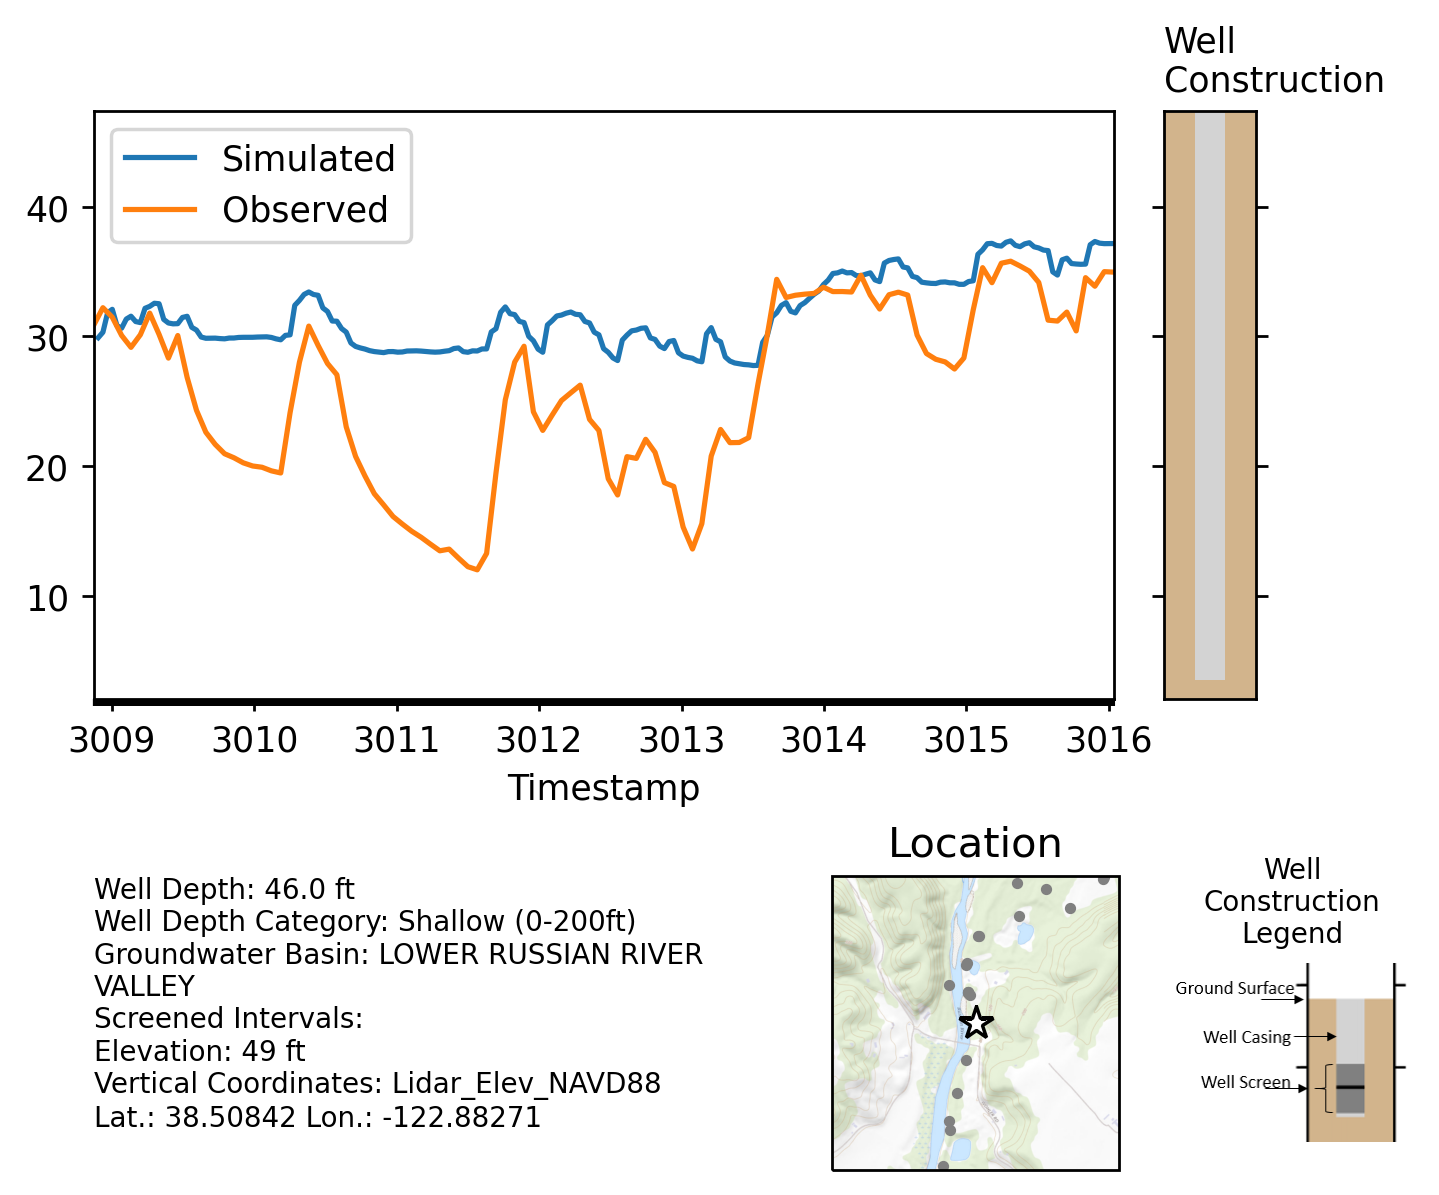 Well
Construction
Simulated
Observed
40
30
20
10
3009 3010 3011 3012 3013 3014 3015 3016
Timestamp
Well Depth: 46.0 ft
Well Depth Category: Shallow (0-200ft)
Groundwater Basin: LOWER RUSSIAN RIVER
VALLEY
Screened Intervals:
Elevation: 49 ft
Vertical Coordinates: Lidar_Elev_NAVD88
Lat.: 38.50842 Lon.: -122.88271
Location
Well
Construction
Legend
Ground Surface
Well Casing
Well Screen